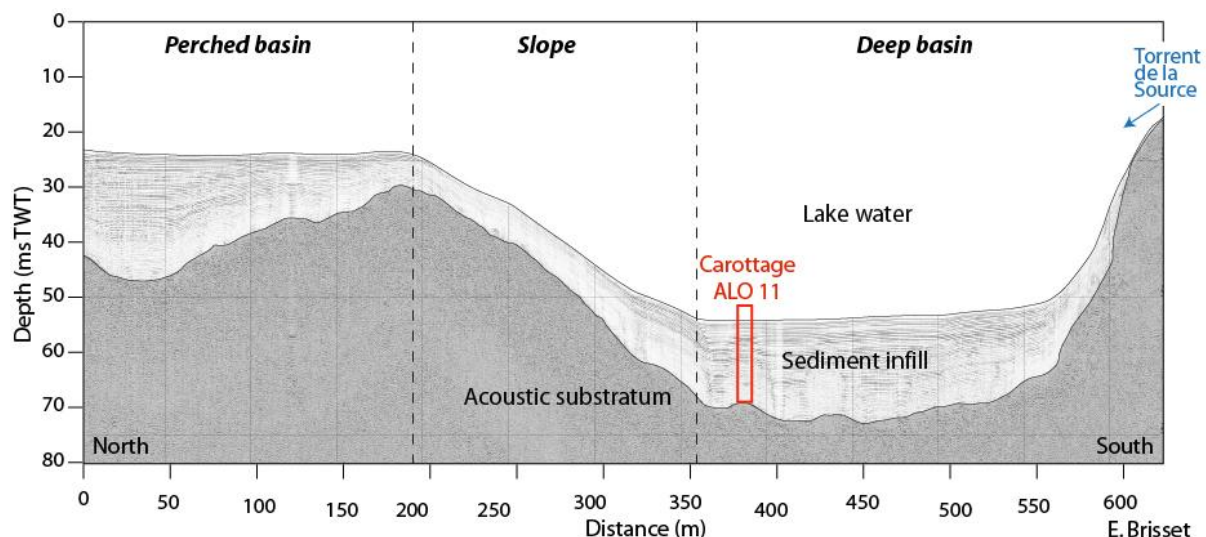 Perched basin
Slope
Deep basin
Torrent
de la
Source
Lake water
Carottage
ALO 11
Sediment infill
Acoustic substratum
North
South
Depth (ms TWT)
0
10
20
30
40
50
60
70
80
0
50
100
150
200
250
300
350
400
450
500
550
600
Distance (m)
E. Brisset